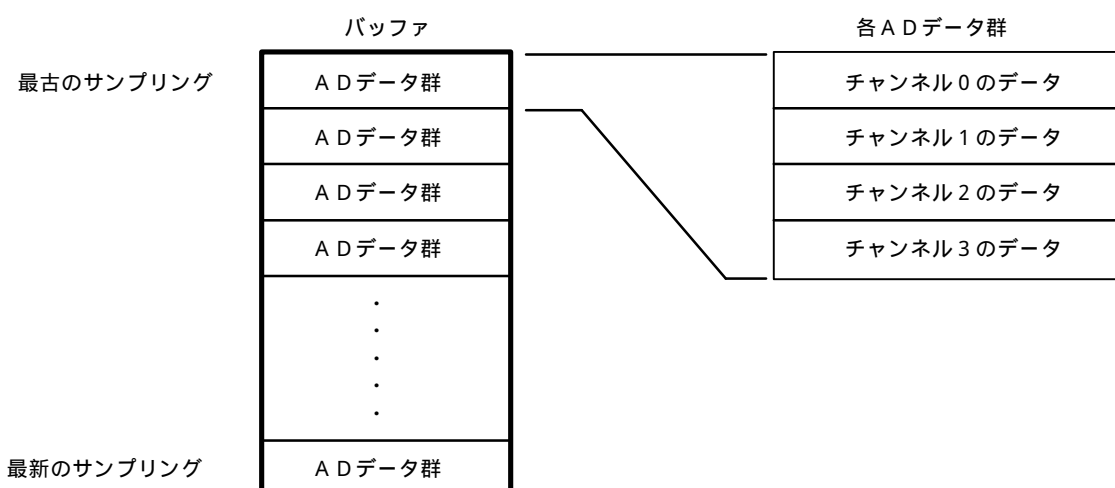 バッファ
各ＡＤデータ群
最古のサンプリング
ＡＤデータ群
チャンネル０のデータ
ＡＤデータ群
チャンネル１のデータ
ＡＤデータ群
チャンネル２のデータ
ＡＤデータ群
チャンネル３のデータ
・
・
・
・
・
最新のサンプリング
ＡＤデータ群